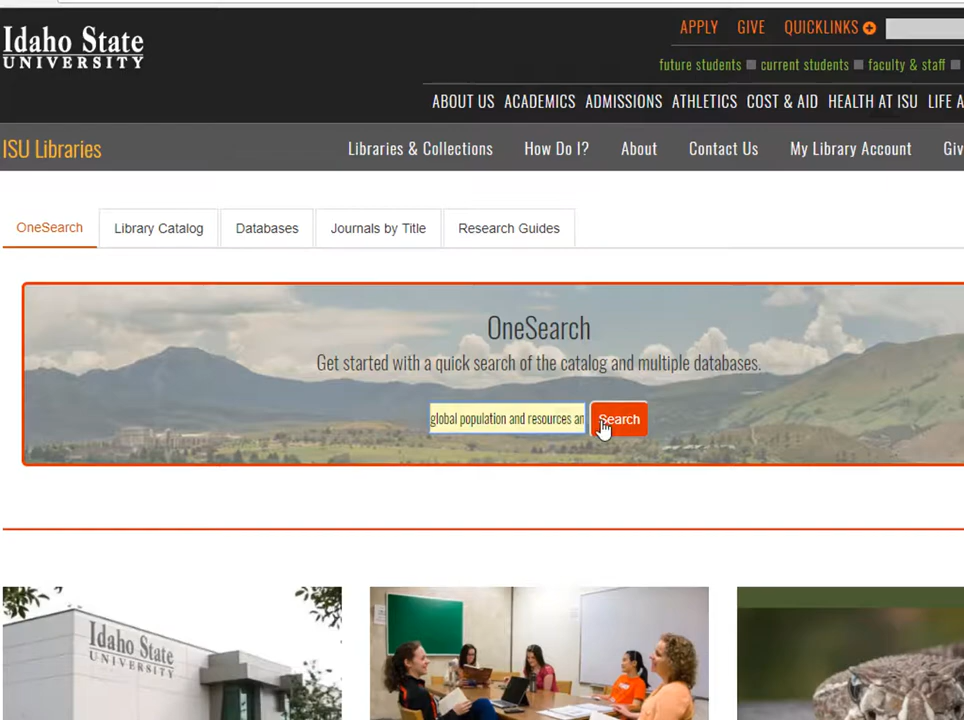 Idaho State
UNIVERSITY
APPLY GIVE QUICKLINKS
future students current students faculty & staff
ABOUT US ACADEMICS ADMISSIONS ATHLETICS COST & AID HEALTH AT ISU LIFE A
ISU Libraries
Libraries & Collections How Do I? About Contact Us My Library Account Giv
OneSearch Library Catalog Databases Journals by Title Research Guides
OneSearch
Get started with a quick search of the catalog and multiple databases.
global population and resources an Search
Idaho State
UNIVERSITY